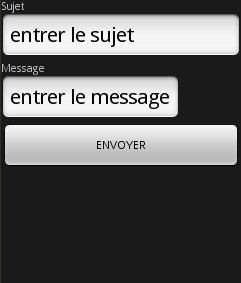 Sujet
entrer le sujet
Message
entrer le message
ENVOYER